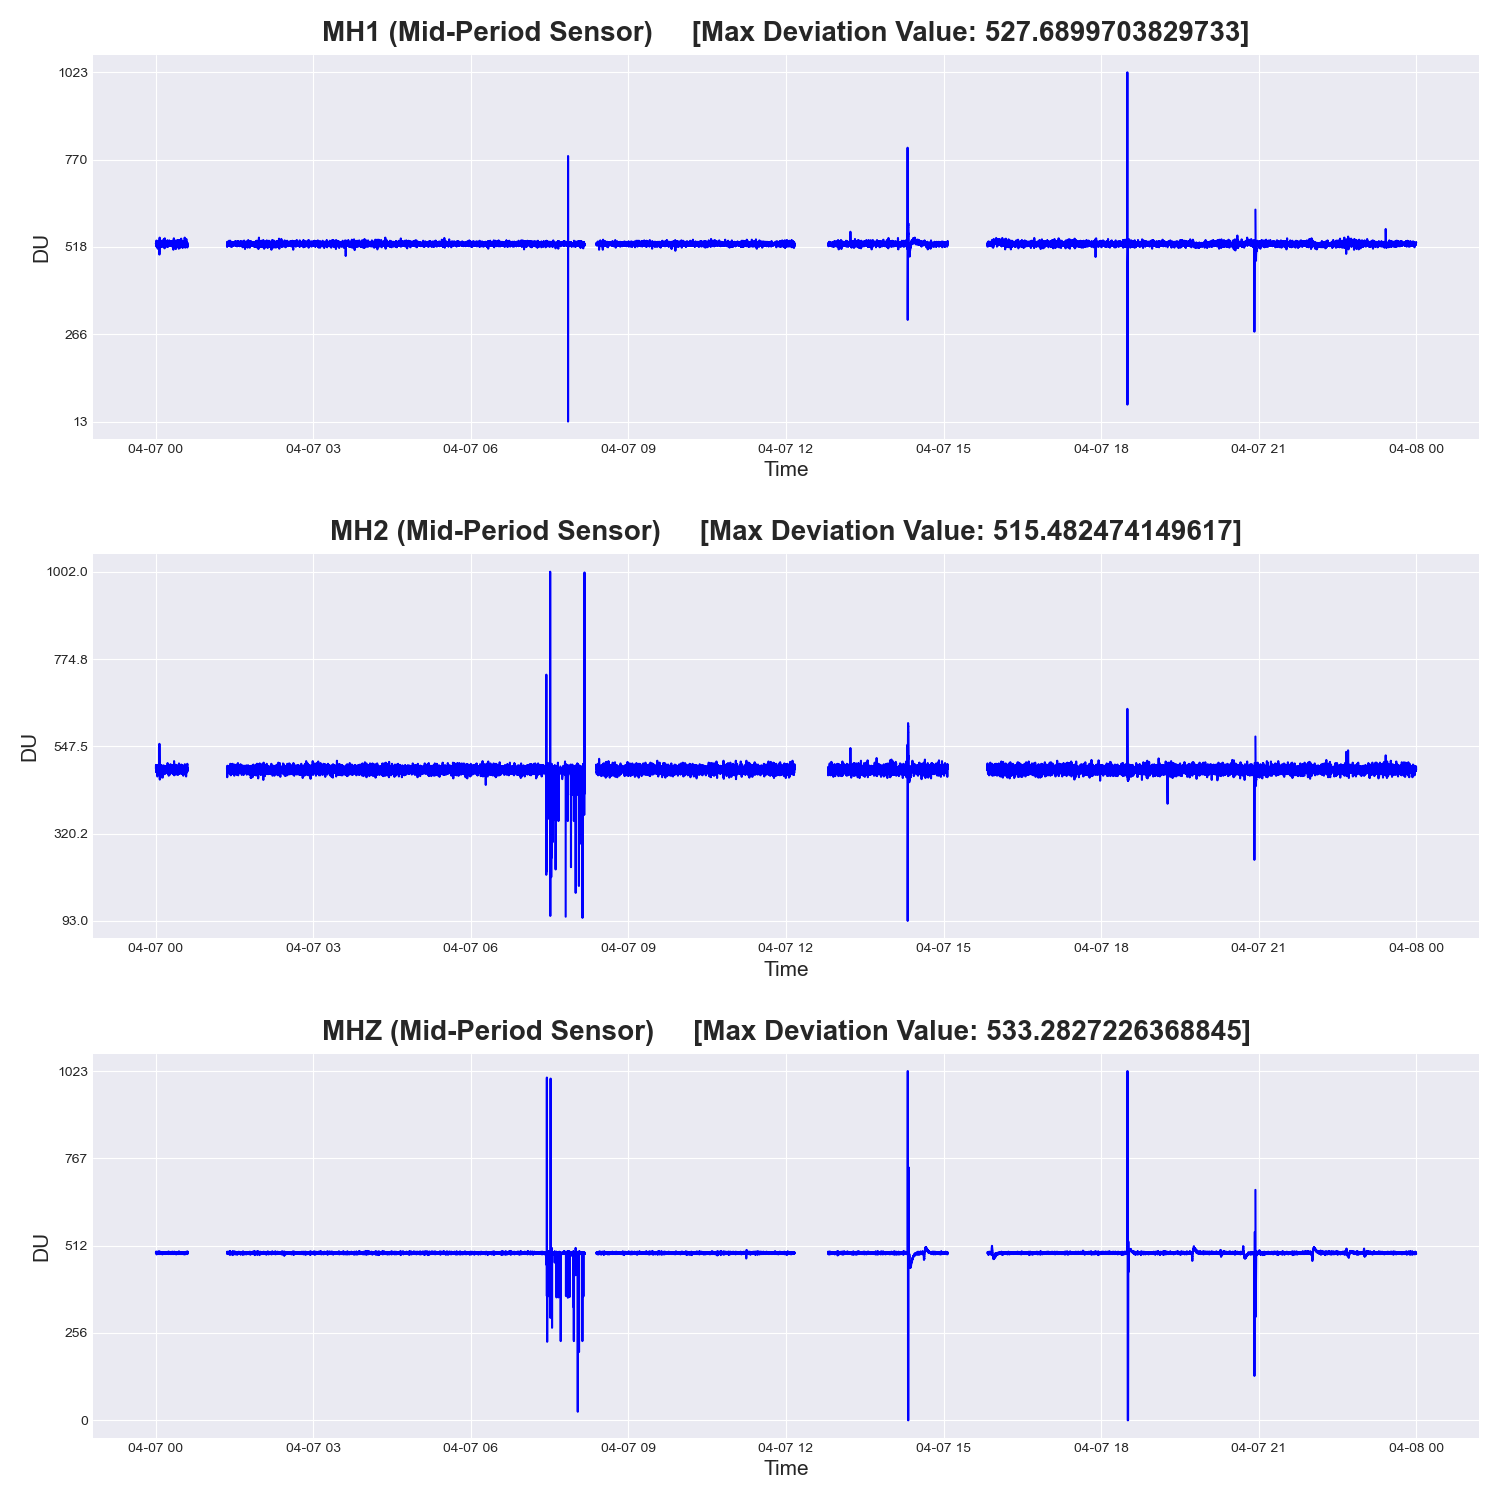 MH1 (Mid-Period Sensor) [Max Deviation Value: 527.6899703829733]
1023
770
518
266
13
DU
04-07 00 04-07 03 04-07 06 04-07 09 04-07 12 04-07 15 04-07 18 04-07 21 04-08 00
Time
MH2 (Mid-Period Sensor) [Max Deviation Value: 515.482474149617]
1002.0
774.8
547.5
320.2
93.0
DU
04-07 00 04-07 03 04-07 06 04-07 09 04-07 12 04-07 15 04-07 18 04-07 21 04-08 00
Time
MHZ (Mid-Period Sensor) [Max Deviation Value: 533.2827226368845]
1023
767
512
256
0
DU
04-07 00 04-07 03 04-07 06 04-07 09 04-07 12 04-07 15 04-07 18 04-07 21 04-08 00
Time